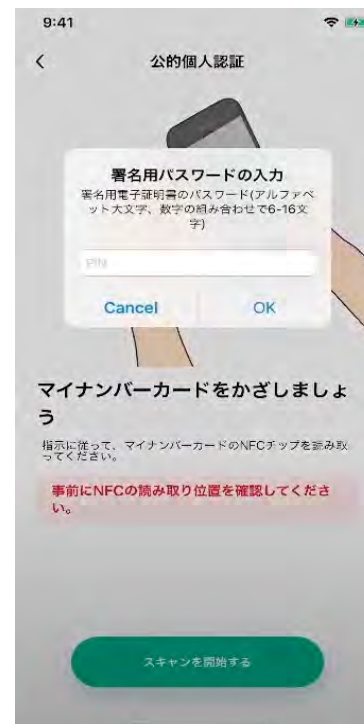 9:41
公的個人認証
署名用パスワードの入力
署名用電子証明書のパスワード(アルファベ
ット大文字、数字の組み合わせで6-16文
字)
PIN
Cancel
OK
マイナンバーカードをかざしましょ
う
指示に従って、マイナンバーカードのNFCチップを読み取
ってください。
事前にNFCの読み取り位置を確認してくださ
い。
スキャンを開始する